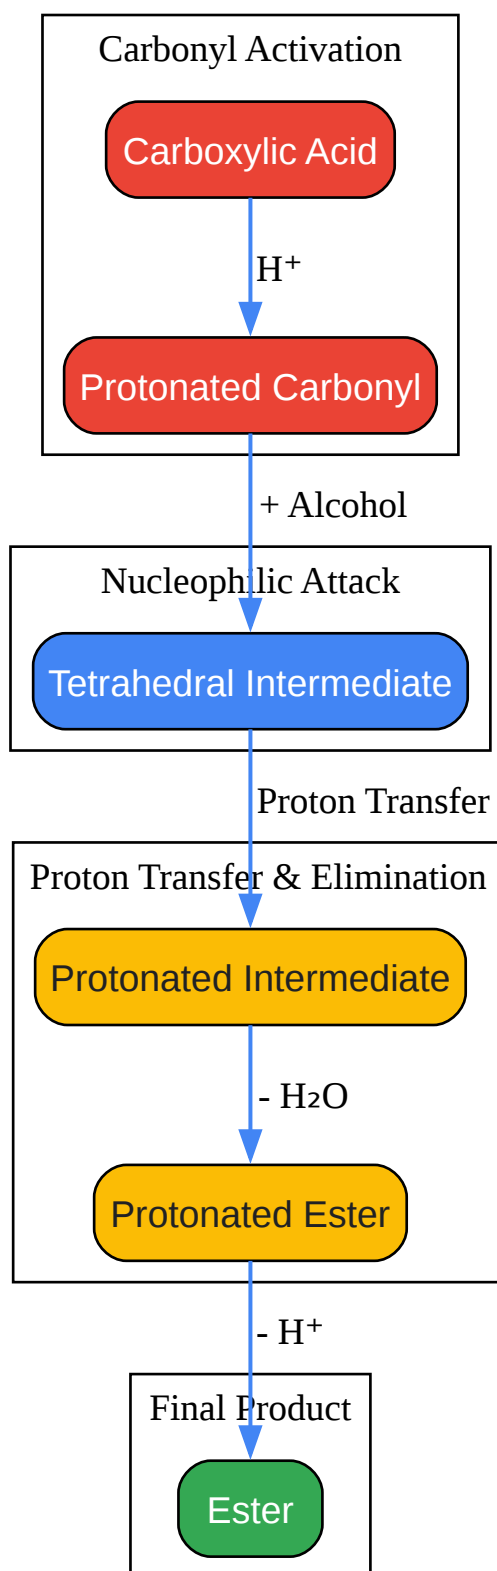 Carbonyl Activation
Carboxylic Acid
H⁺
Protonated Carbonyl
+ Alcohol
Nucleophilic Attack
Tetrahedral Intermediate
Proton Transfer
Proton Transfer & Elimination
Protonated Intermediate
- H₂O
Protonated Ester
- H⁺
Final Product
Ester